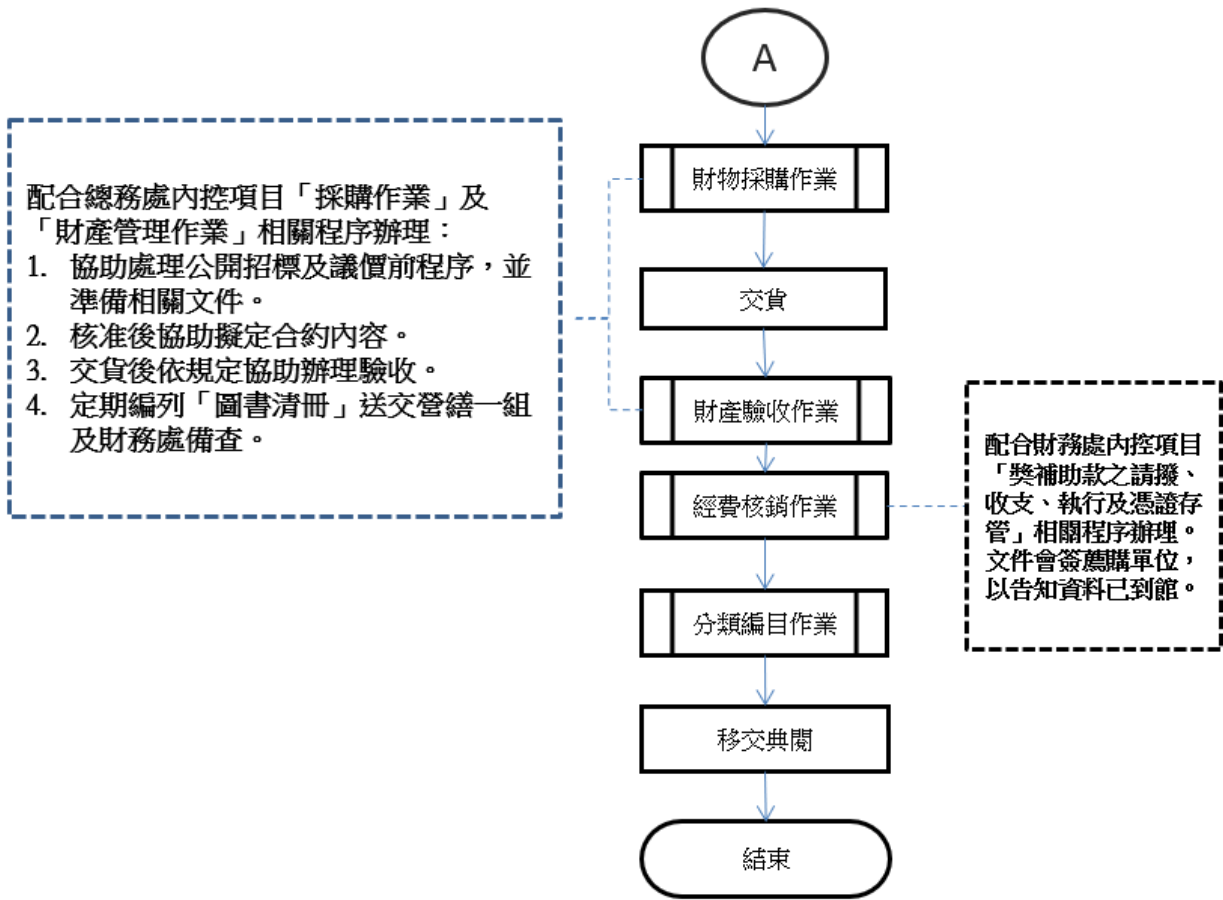 A
配合總務處內控項目「採購作業」及
「財產管理作業」相關程序辦理：
1. 協助處理公開招標及議價前程序，並
準備相關文件。
2. 核准後協助擬定合約內容。
3. 交貨後依規定協助辦理驗收。
4. 定期編列「圖書清冊」送交營繕一組
及財務處備查。
財物採購作業
交貨
財產驗收作業
經費核銷作業
配合財務處內控項目
「獎補助款之請撥、
收支、執行及憑證存
管」相關程序辦理。
文件會簽薦購單位，
以告知資料已到館。
分類編目作業
移交典閱
結束